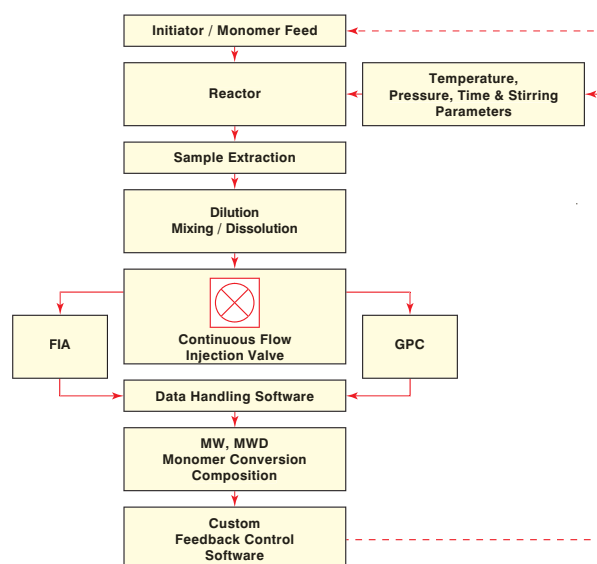 Initiator / Monomer Feed
Reactor
Temperature,
Pressure, Time & Stirring
Parameters
Sample Extraction
Dilution
Mixing / Dissolution
Continuous Flow
Injection Valve
FIA
GPC
Data Handling Software
MW, MWD
Monomer Conversion
Composition
Custom
Feedback Control
Software